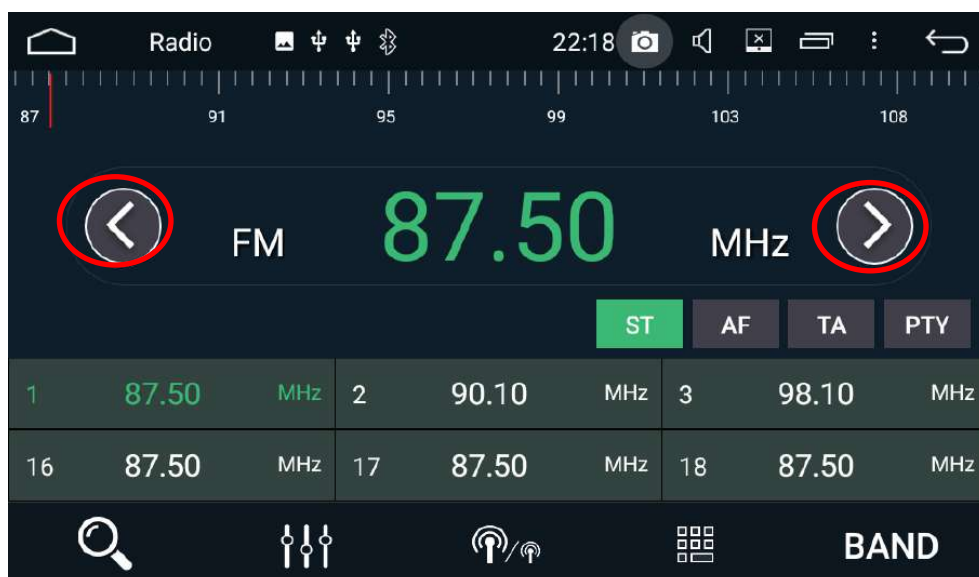 Radio 22:18
87 91 95 99 103 108
FM 87.50 MHz
ST AF TA PTY
1 87.50 MHz 2 90.10 MHz 3 98.10 MHz
16 87.50 MHz 17 87.50 MHz 18 87.50 MHz
BAND